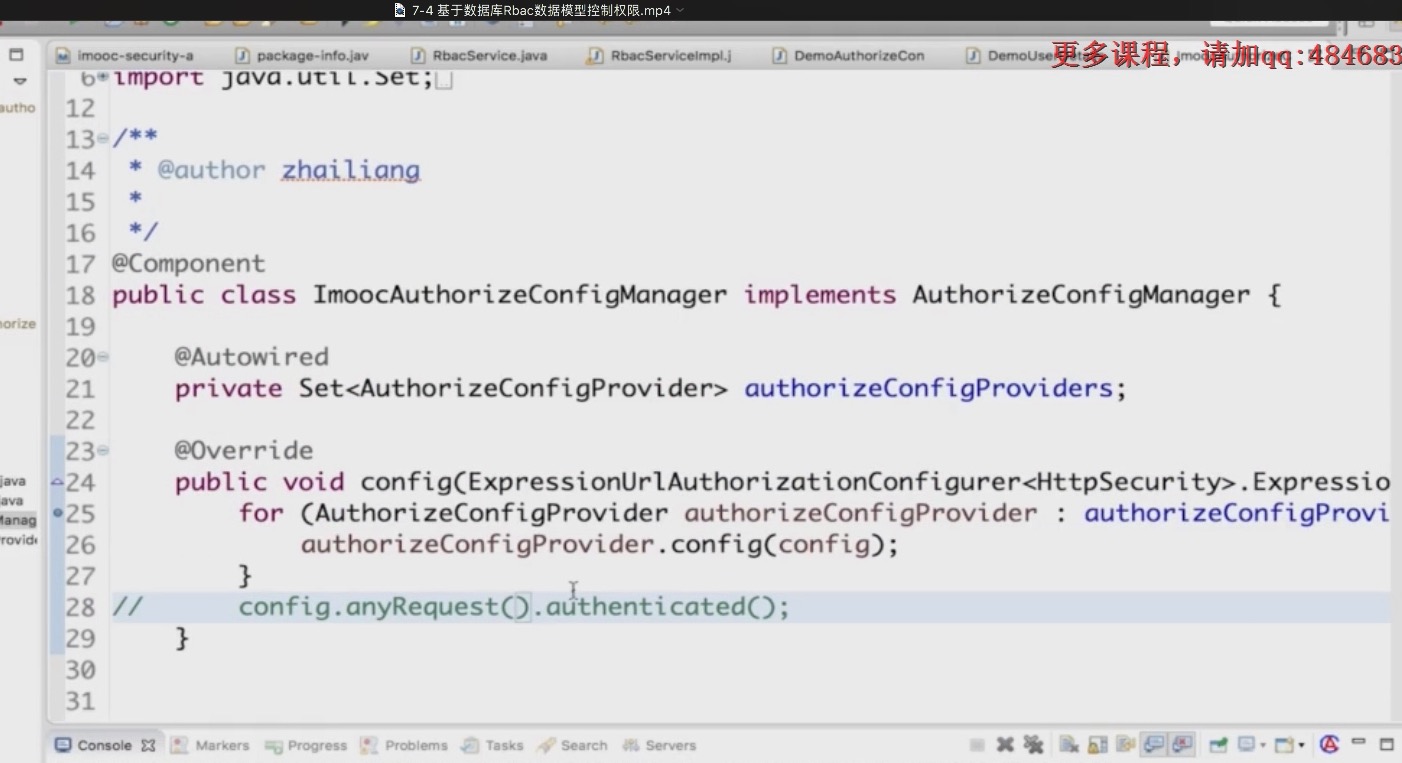 7-4 基于数据库Rbac数据模型控制权限.mp4
imooc-security-a package-info.jav RbacService.java RbacServiceImpl.j DemoAuthorizeCon
更多课程，请加qq:484683
6 import java.util.Set;
12
13 /**
14 * @author zhailiang
15 *
16 */
17 @Component
18 public class ImoocAuthorizeConfigManager implements AuthorizeConfigManager {
19
20 @Autowired
21 private Set<AuthorizeConfigProvider> authorizeConfigProviders;
22
23 @Override
24 public void config(ExpressionUrlAuthorizationConfigurer<HttpSecurity>.Expressio
25 for (AuthorizeConfigProvider authorizeConfigProvider : authorizeConfigProvi
26 authorizeConfigProvider.config(config);
27 }
28 // config.anyRequest().authenticated();
29 }
30
31
autho
horize
java
ava
Manag
rovide
Console Markers Progress Problems Tasks Search Servers